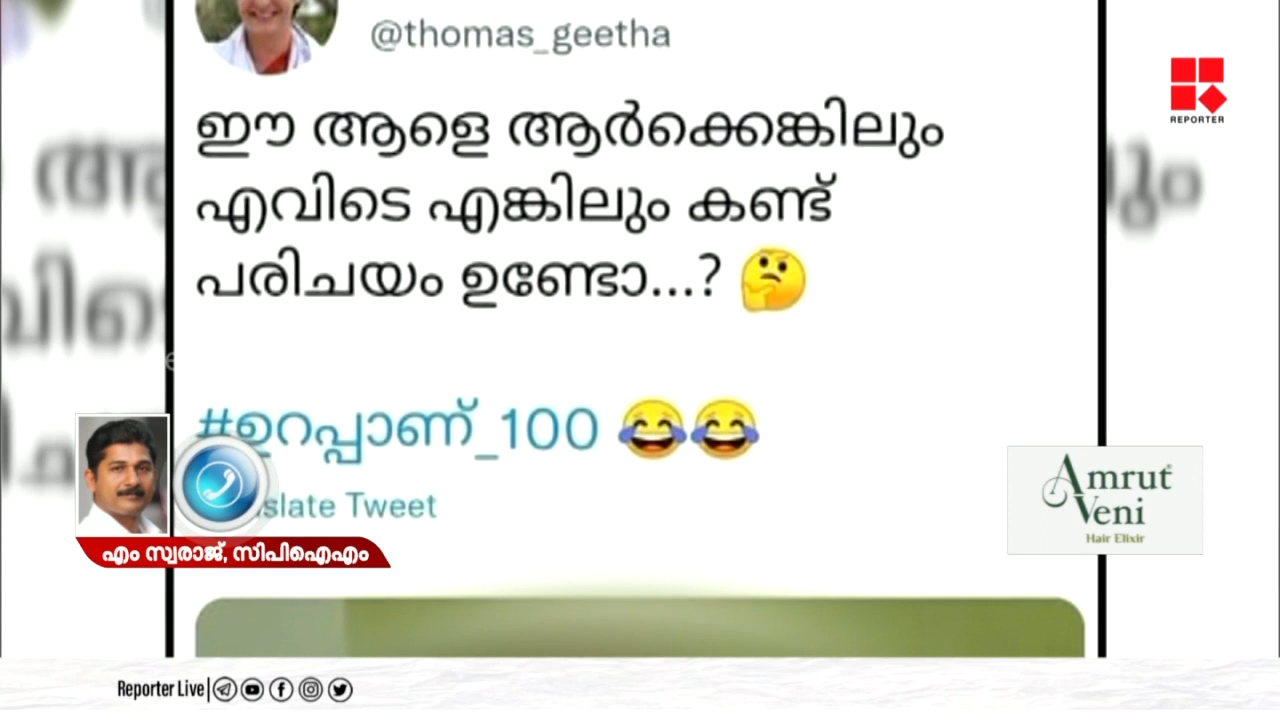 @thomas_geetha
ഈ ആളെ ആർക്കെങ്കിലും
എവിടെ എങ്കിലും കണ്ട്
പരിചയം ഉണ്ടോ...? 🤔
#ഉറപ്പാണ്_100 😂😂
slate Tweet
എം സ്വരാജ്, സിപിഐഎം
REPORTER
Amrut
Veni
Hair Elixir
Reporter Live